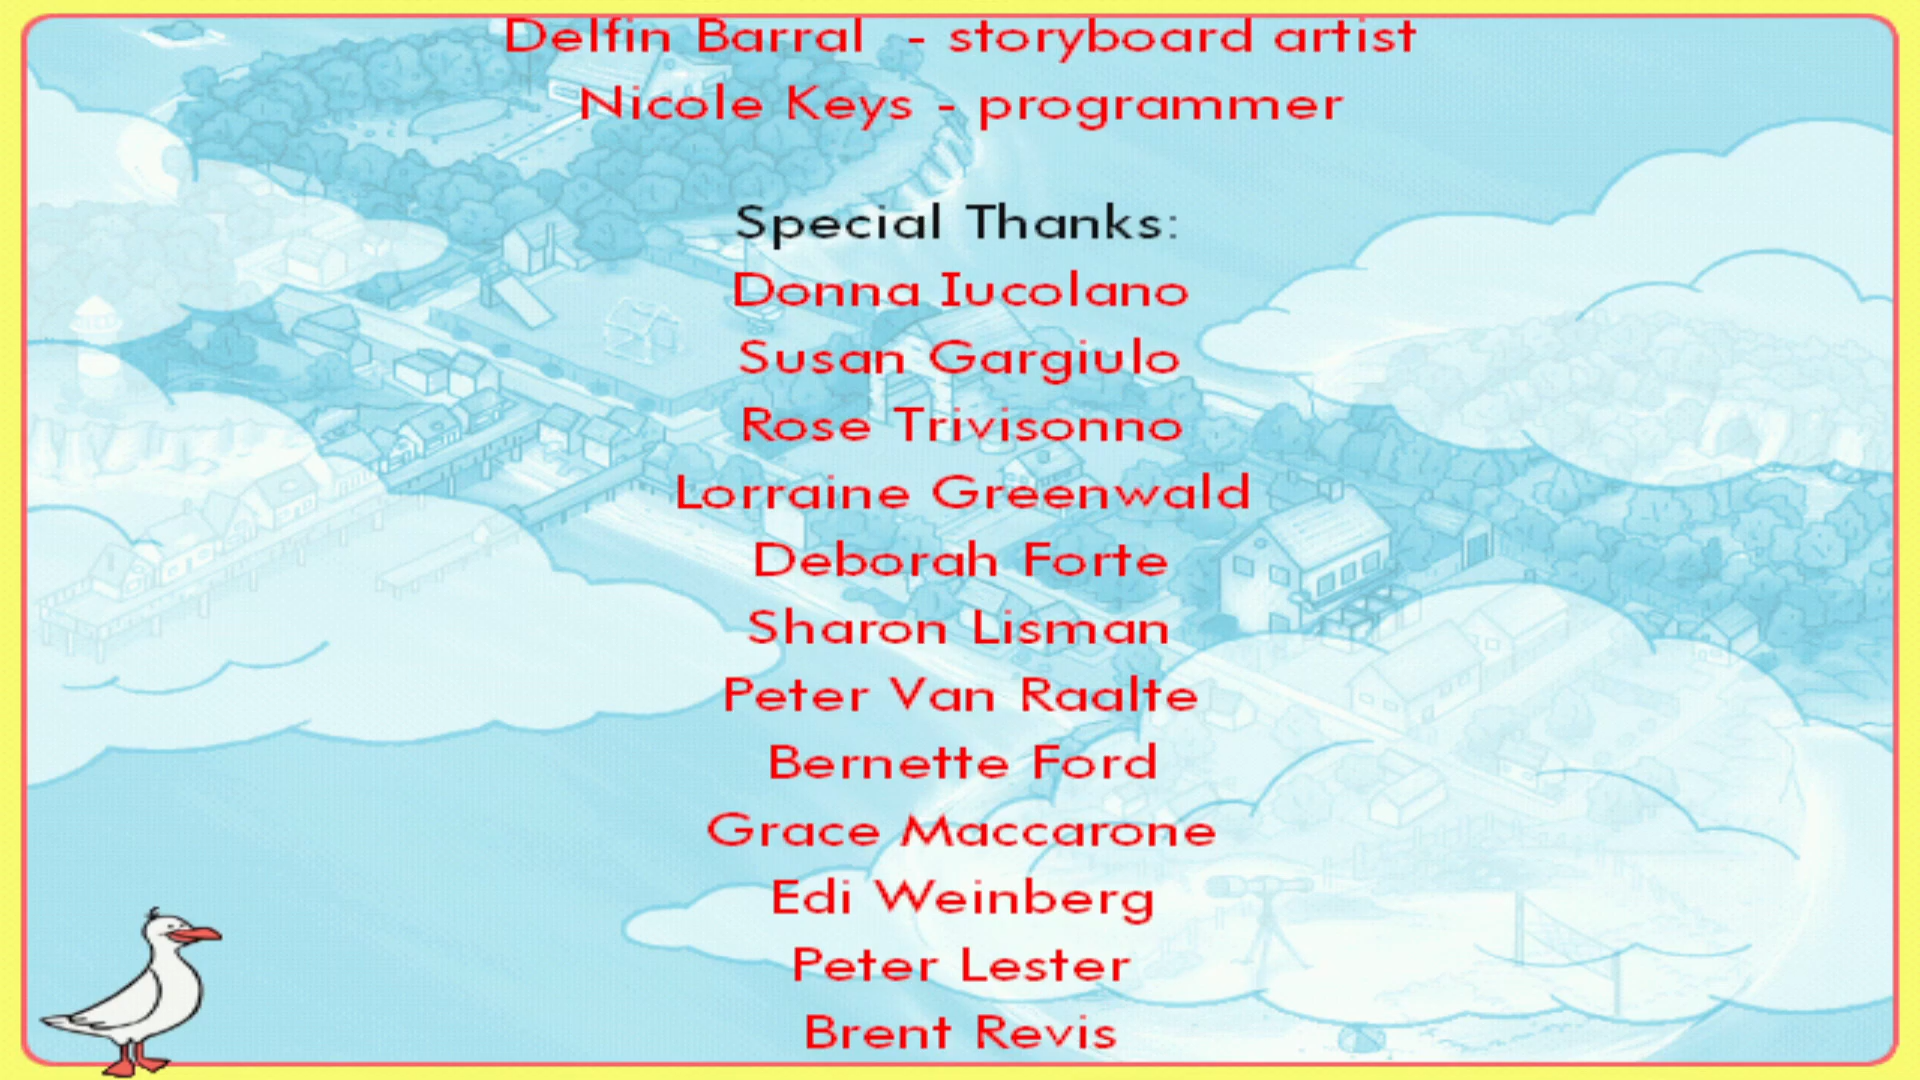 Delfin Barral  - storyboard artist
Nicole Keys - programmer
Special Thanks:
Donna Iucolano
Susan Gargiulo
Rose Trivisonno
Lorraine Greenwald
Deborah Forte
Sharon Lisman
Peter Van Raalte
Bernette Ford
Grace Maccarone
Edi Weinberg
Peter Lester
Brent Revis